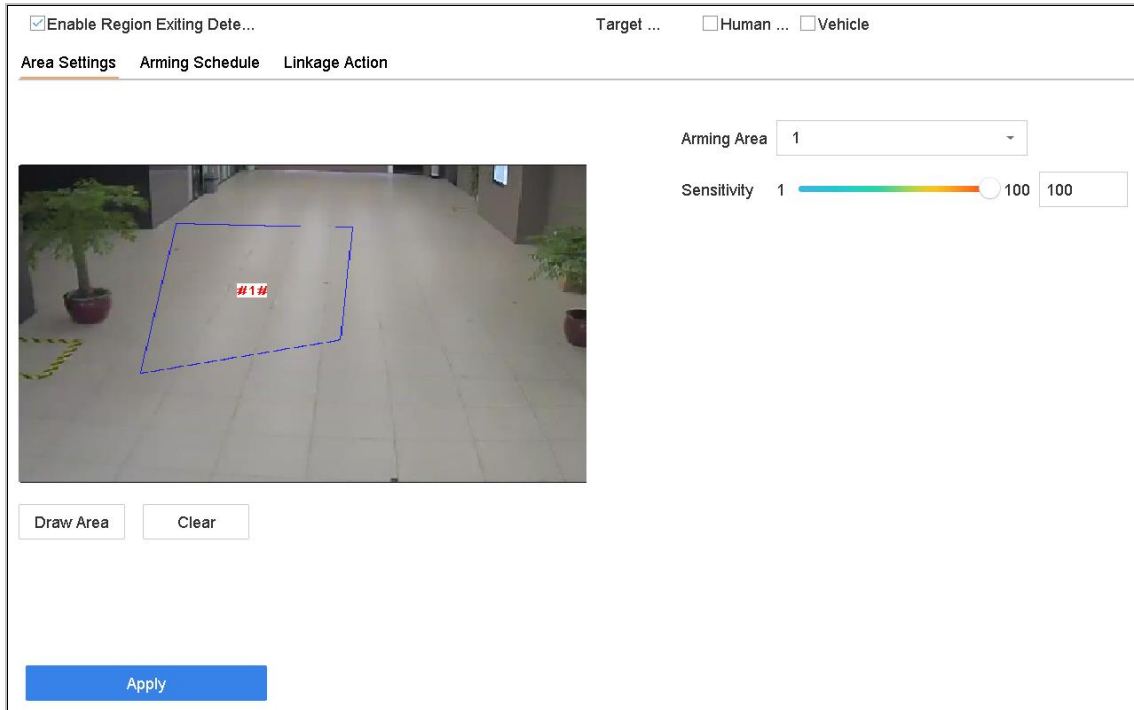 Enable Region Exiting Dete... Target ... Human ... Vehicle
Area Settings Arming Schedule Linkage Action
Arming Area 1
Sensitivity 1 100 100
#1#
Draw Area Clear
Apply